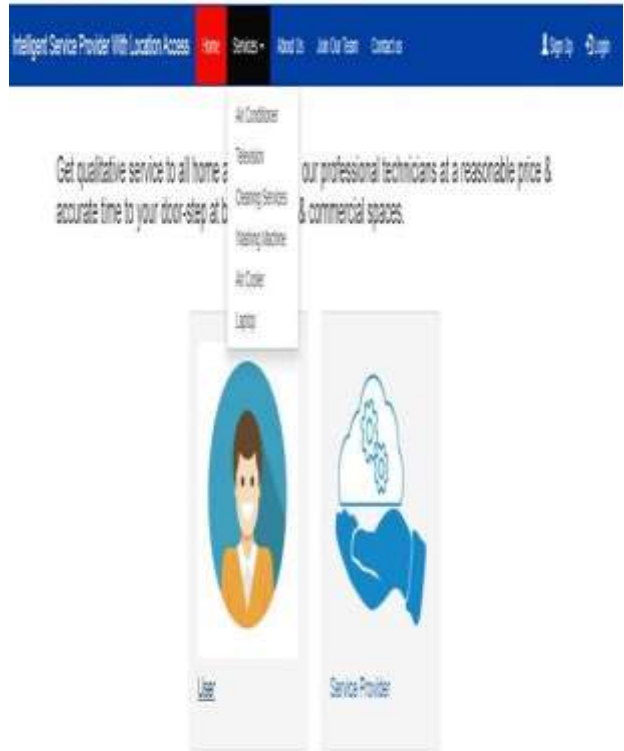 Intelligent Service Provider With Location Access Home Services About Us Join Our Team Contact us Sign Up Login
Air Conditioner
Television
Cleaning Services
Washing Machine
Air Cooler
Laptop
Get qualitative service to all home a our professional technicians at a reasonable price &
accurate time to your door-step at b & commercial spaces.
User Service Provider